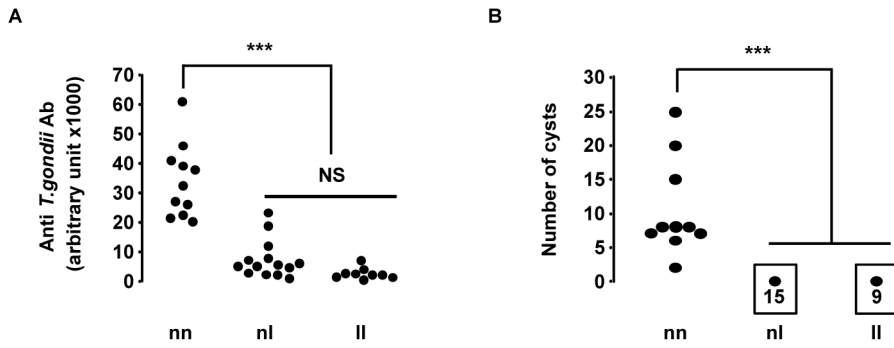 A
***
Anti T.gondii Ab
(arbitrary unit x1000)
70
60
50
40
30
20
10
0
NS
nn
nl
ll
B
***
Number of cysts
30
25
20
15
10
5
0
15
9
nn
nl
ll